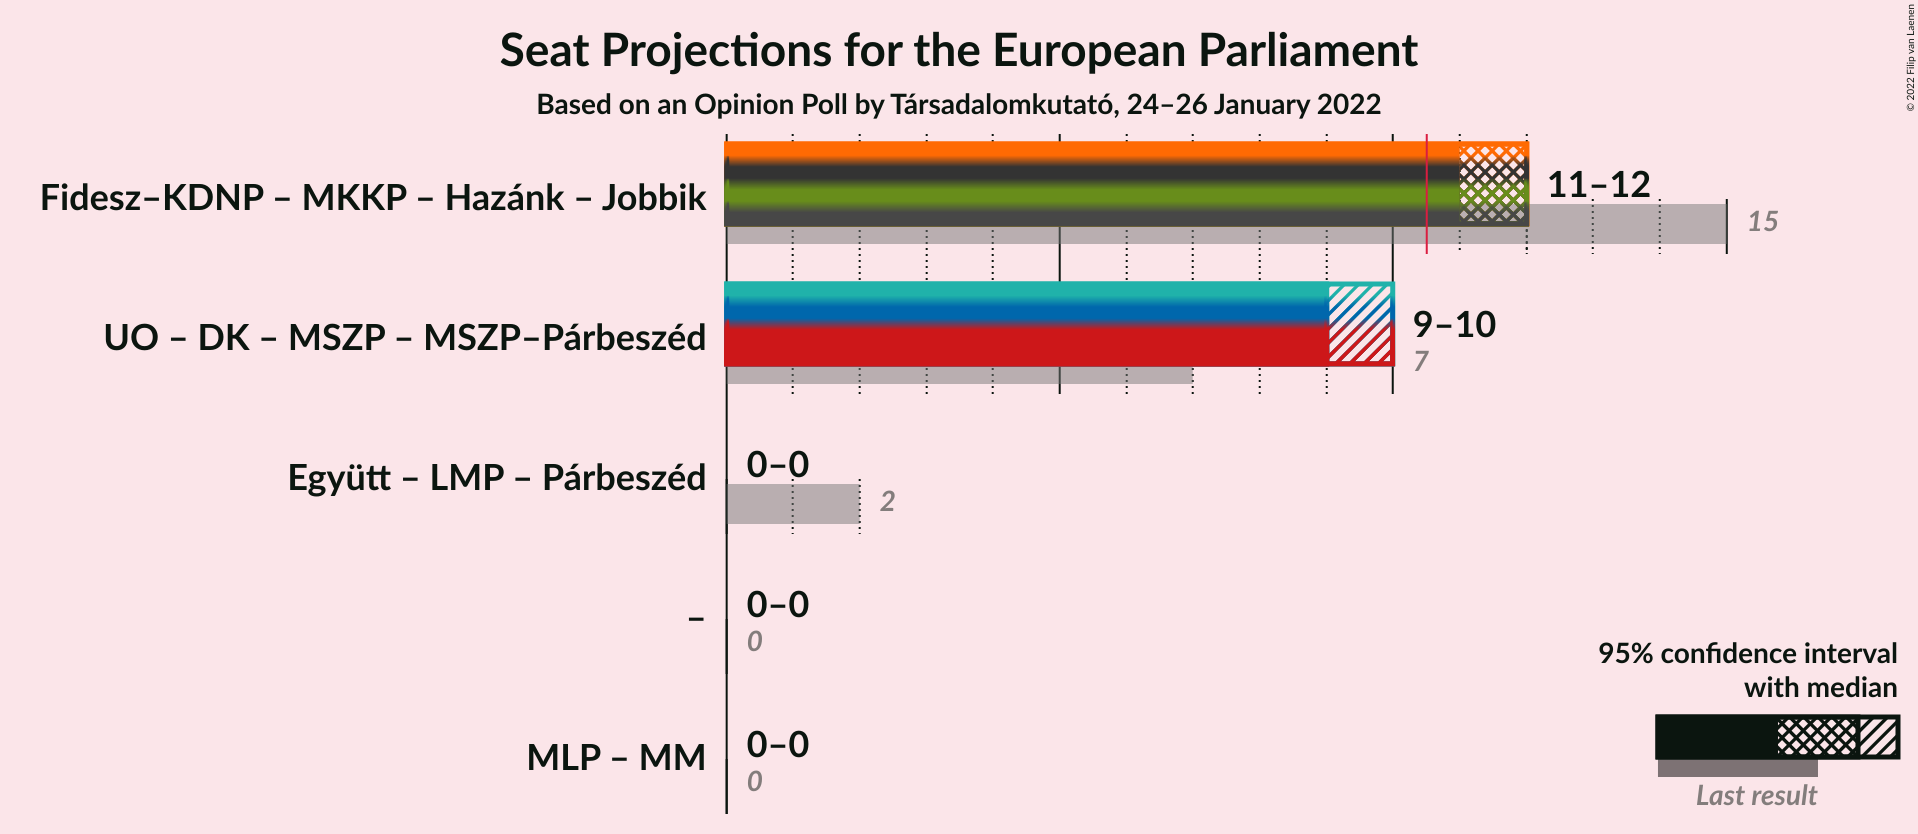 Seat Projections for the European Parliament
Based on an Opinion Poll by Társadalomkutató, 24–26 January 2022
© 2022 Filip van Laenen
Fidesz–KDNP – MKKP – Hazánk – Jobbik
11–12
15
UO – DK – MSZP – MSZP–Párbeszéd
9–10
7
Együtt – LMP – Párbeszéd
0–0
2
–
0–0
0
MLP – MM
0–0
0
95% confidence interval
with median
Last result